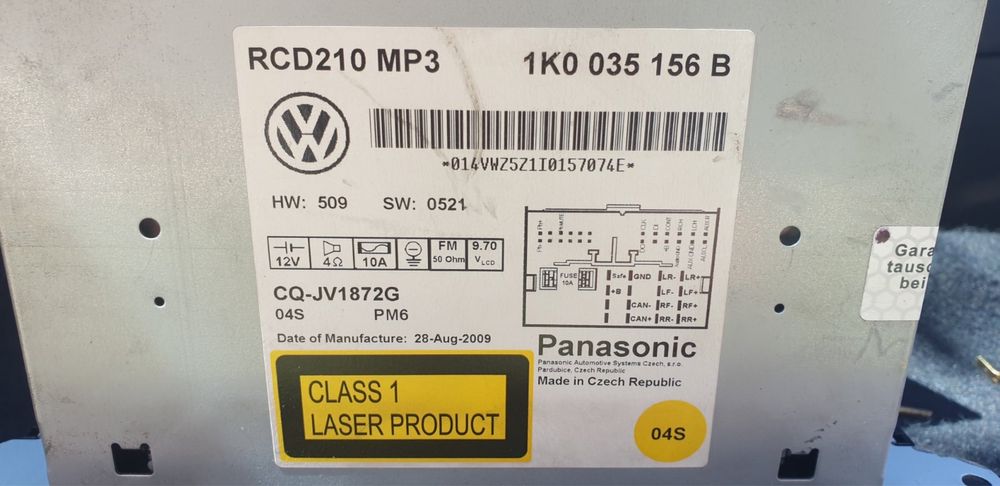 RCD210 MP3 1K0 035 156 B
*014VWZ5Z1I0157074E*
HW: 509 SW: 0521
12V 4Ω 10A FM 50 Ohm 9.70 VLCD
CQ-JV1872G
04S PM6
Date of Manufacture: 28-Aug-2009
CLASS 1
LASER PRODUCT
FUSE
10A
Safe GND LR- LR+
+B LF- LF+
CAN- RF- RF+
CAN+ RR- RR+
Panasonic
Panasonic Automotive Systems Czech, s.r.o.
Pardubice, Czech Republic
Made in Czech Republic
04S
Gara
tausc
bei